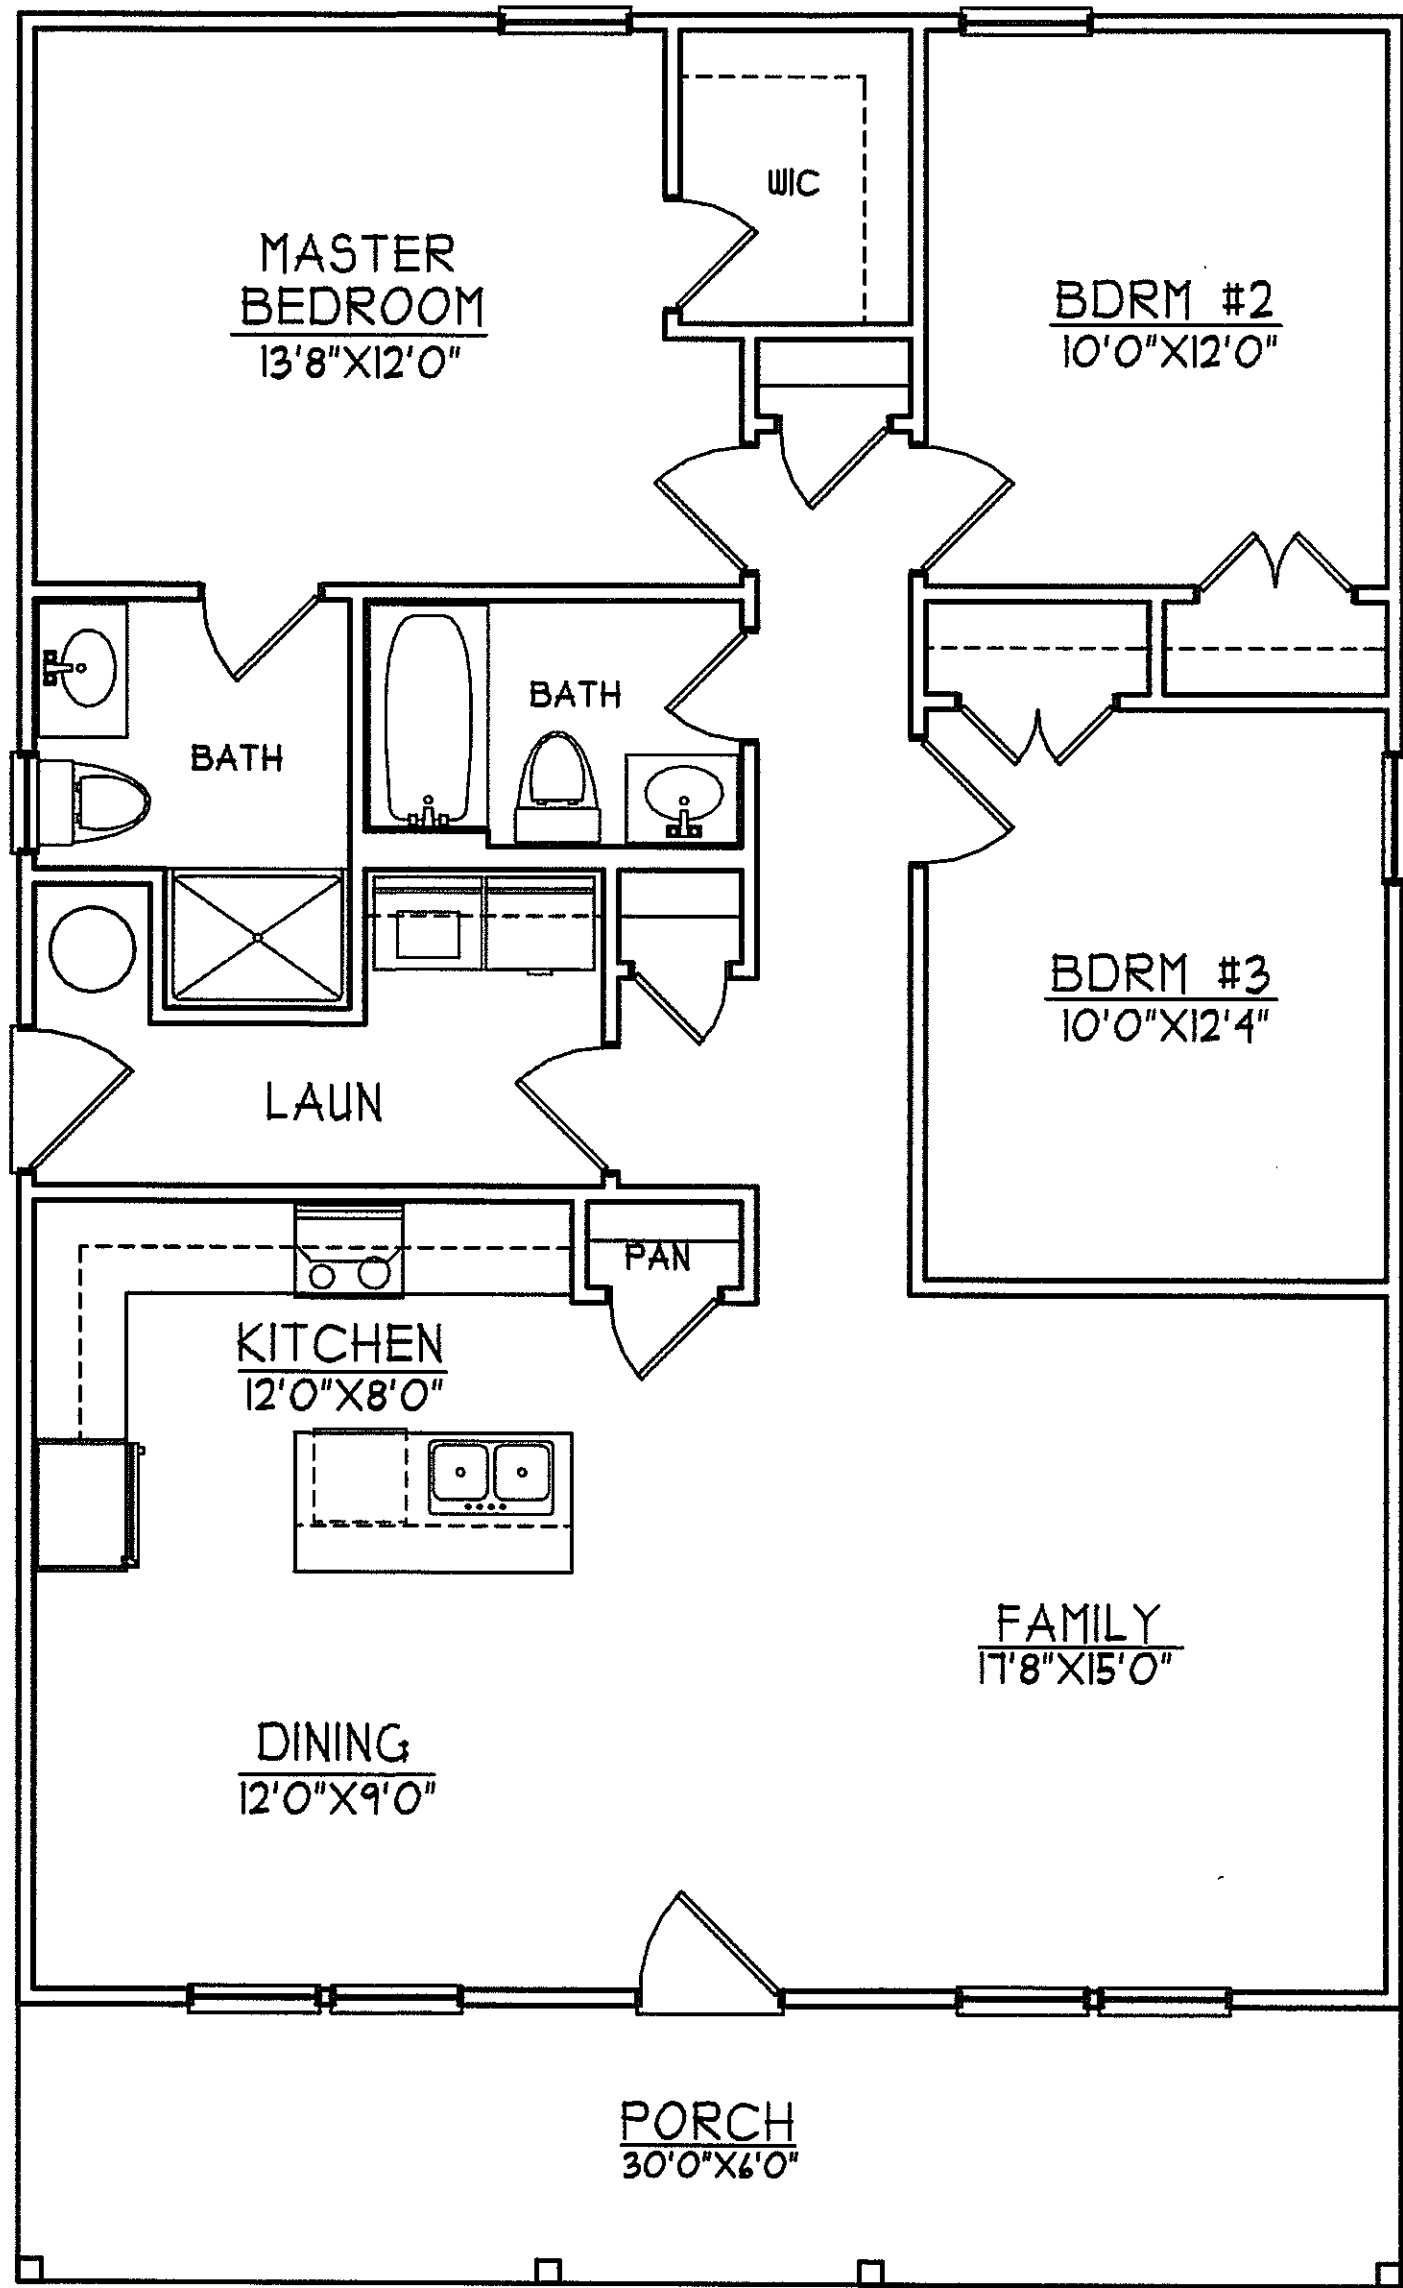 WIC
MASTER
BEDROOM
13'8"X12'0"
BDRM #2
10'0"X12'0"
BATH
BATH
BDRM #3
10'0"X12'4"
LAUN
PAN
KITCHEN
12'0"X8'0"
FAMILY
17'8"X15'0"
DINING
12'0"X9'0"
PORCH
30'0"X6'0"